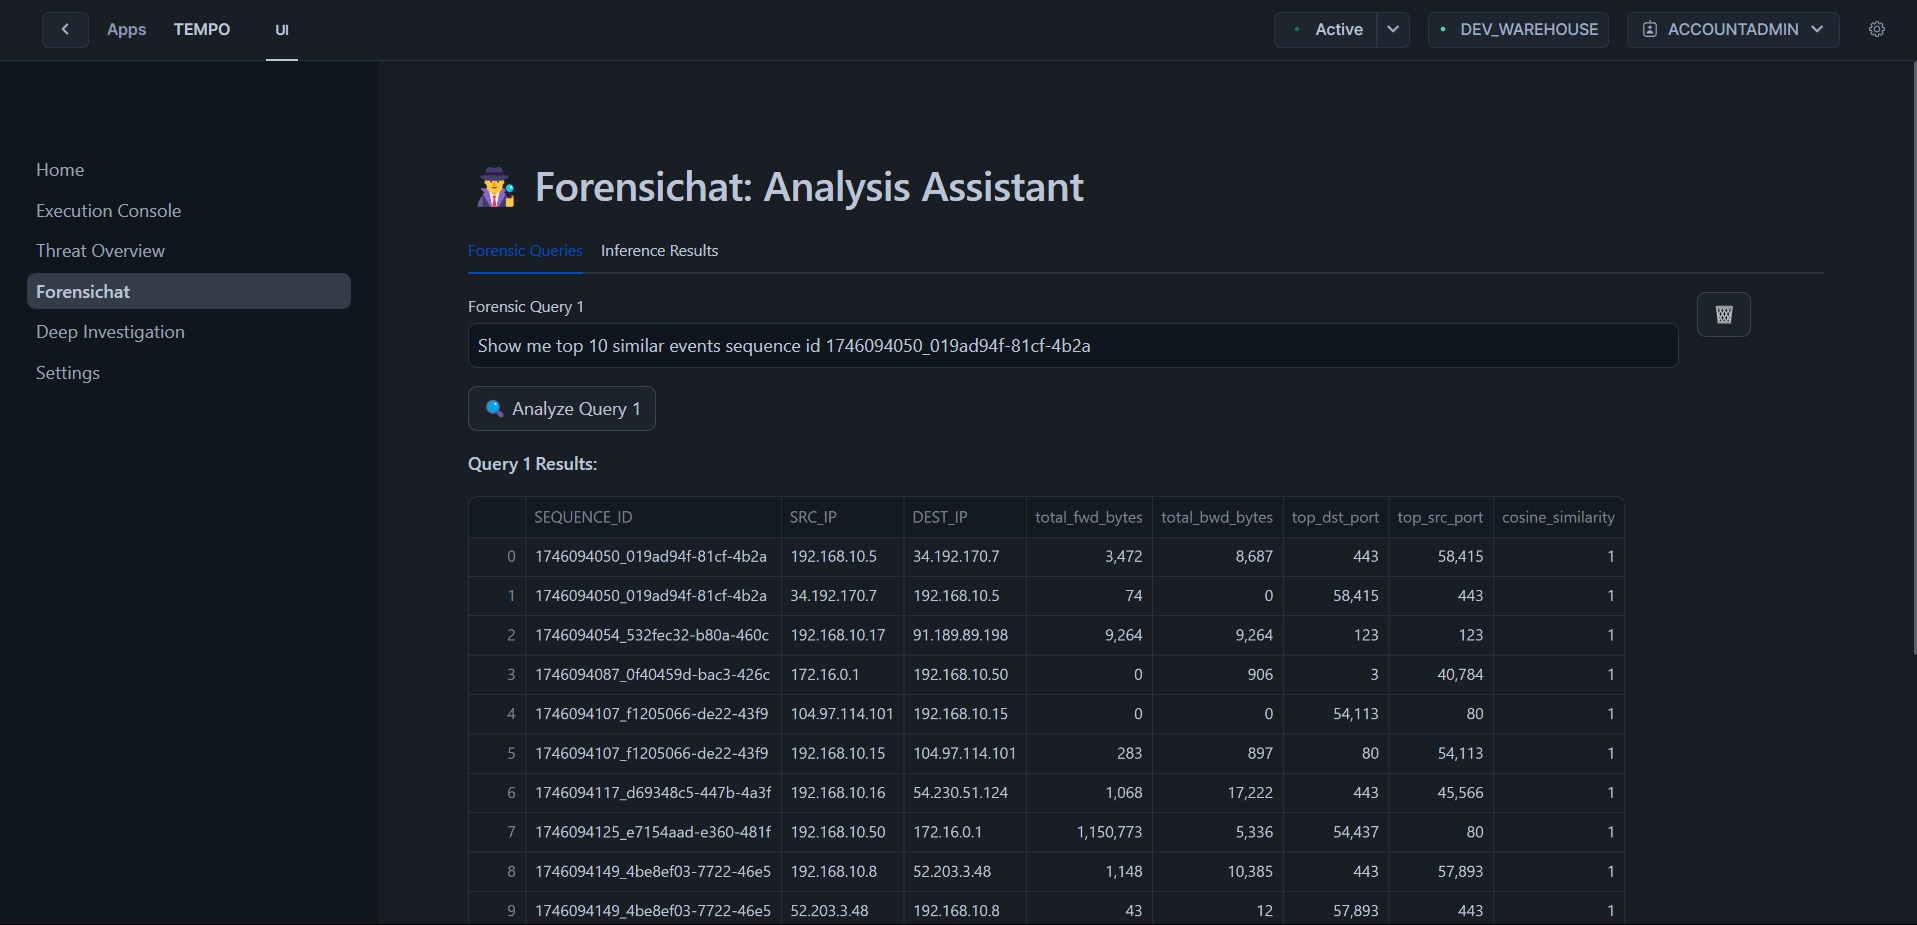 Apps TEMPO UI Active DEV_WAREHOUSE ACCOUNTADMIN
Home
Execution Console
Threat Overview
Forensichat
Deep Investigation
Settings
Forensichat: Analysis Assistant
Forensic Queries Inference Results
Forensic Query 1
Show me top 10 similar events sequence id 1746094050_019ad94f-81cf-4b2a
Analyze Query 1
Query 1 Results:
SEQUENCE_ID SRC_IP DEST_IP total_fwd_bytes total_bwd_bytes top_dst_port top_src_port cosine_similarity
0 1746094050_019ad94f-81cf-4b2a 192.168.10.5 34.192.170.7 3,472 8,687 443 58,415 1
1 1746094050_019ad94f-81cf-4b2a 34.192.170.7 192.168.10.5 74 0 58,415 443 1
2 1746094054_532fec32-b80a-460c 192.168.10.17 91.189.89.198 9,264 9,264 123 123 1
3 1746094087_0f40459d-bac3-426c 172.16.0.1 192.168.10.50 0 906 3 40,784 1
4 1746094107_f1205066-de22-43f9 104.97.114.101 192.168.10.15 0 0 54,113 80 1
5 1746094107_f1205066-de22-43f9 192.168.10.15 104.97.114.101 283 897 80 54,113 1
6 1746094117_d69348c5-447b-4a3f 192.168.10.16 54.230.51.124 1,068 17,222 443 45,566 1
7 1746094125_e7154aad-e360-481f 192.168.10.50 172.16.0.1 1,150,773 5,336 54,437 80 1
8 1746094149_4be8ef03-7722-46e5 192.168.10.8 52.203.3.48 1,148 10,385 443 57,893 1
9 1746094149_4be8ef03-7722-46e5 52.203.3.48 192.168.10.8 43 12 57,893 443 1